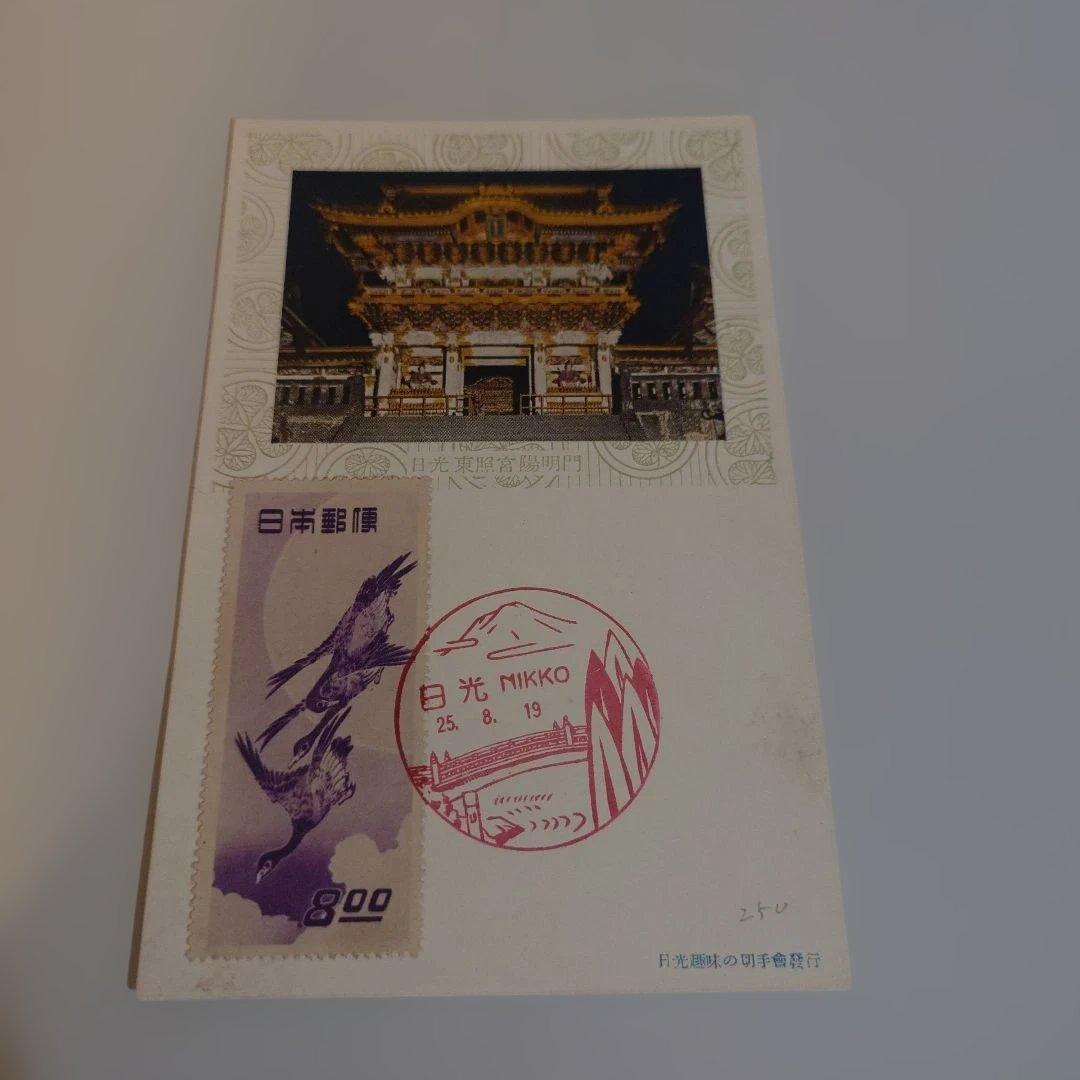 日光東照宮陽明門
日本郵便
8.00
日光 NIKKO
25. 8. 19
250
日光趣味の切手會發行